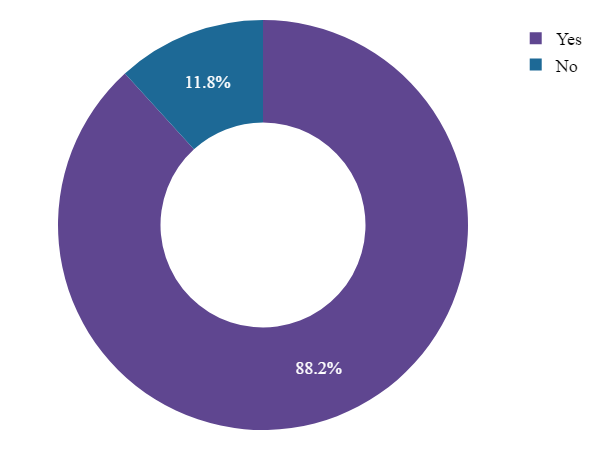 Yes
No
11.8%
88.2%